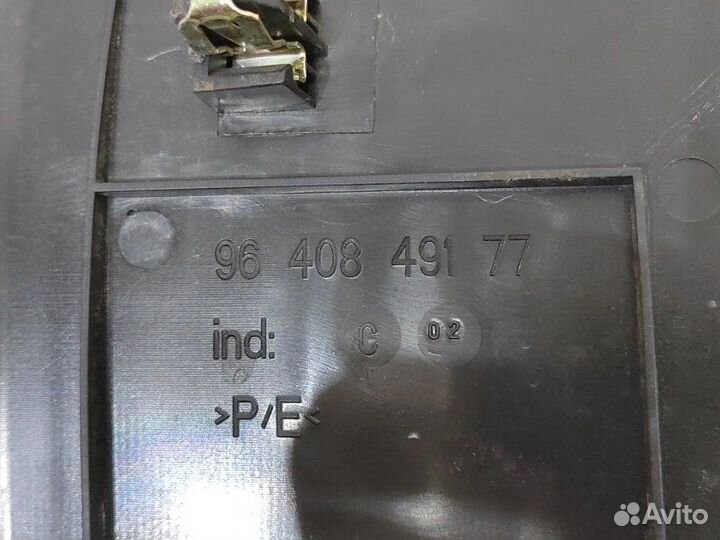 96 408 491 77
ind: C 02
>P/E<
Avito